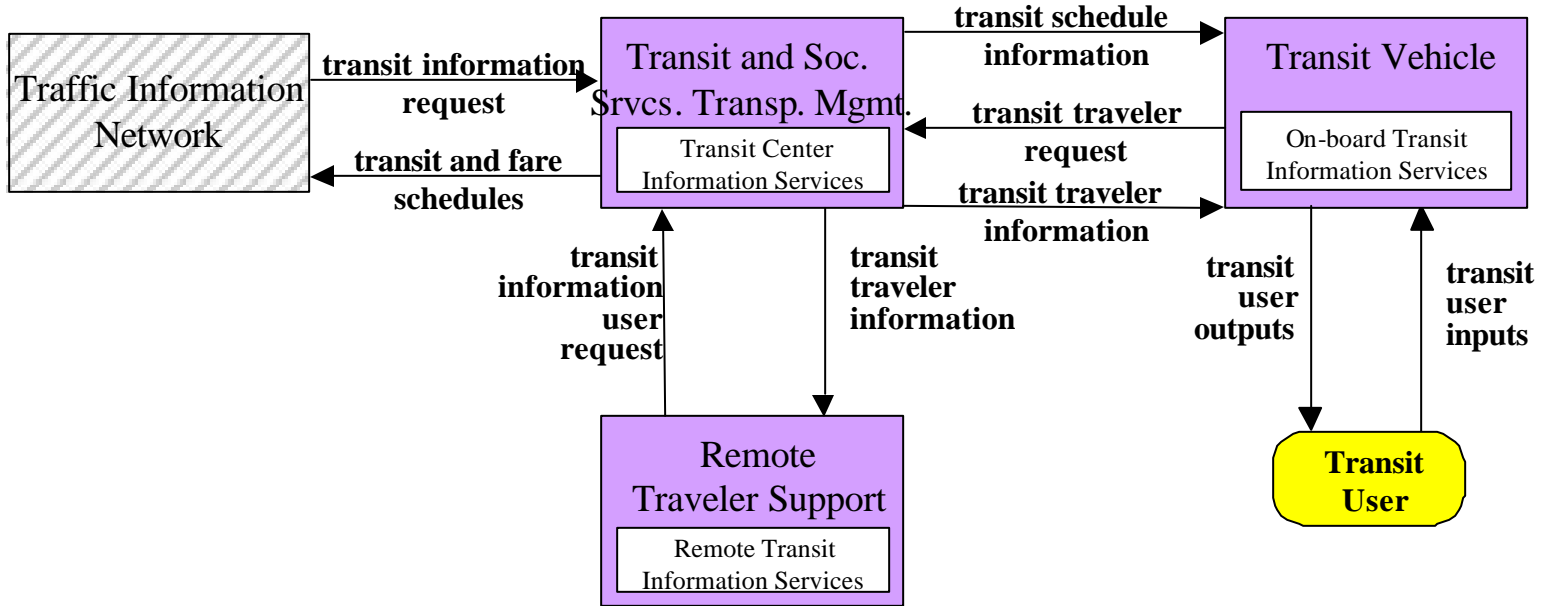 Traffic Information
Network
transit information
request
transit and fare
schedules
Transit and Soc.
Srvcs. Transp. Mgmt.
Transit Center
Information Services
transit schedule
information
transit traveler
request
transit traveler
information
Transit Vehicle
On-board Transit
Information Services
transit
information
user
request
transit
traveler
information
transit
user
outputs
transit
user
inputs
Remote
Traveler Support
Remote Transit
Information Services
Transit
User